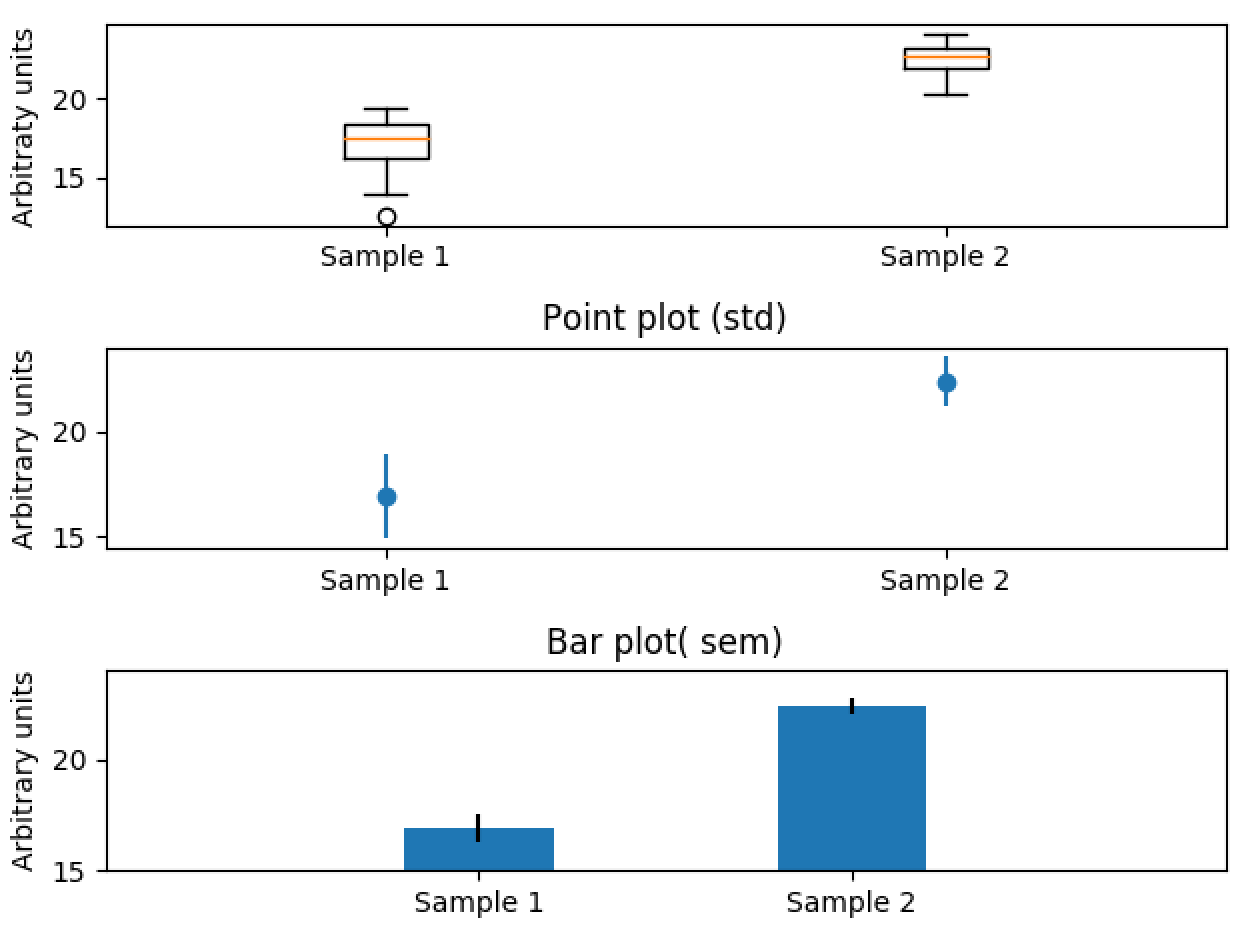 Arbitraty units
20
15
Sample 1
Sample 2
Point plot (std)
Arbitrary units
20
15
Sample 1
Sample 2
Bar plot( sem)
Arbitrary units
20
15
Sample 1
Sample 2